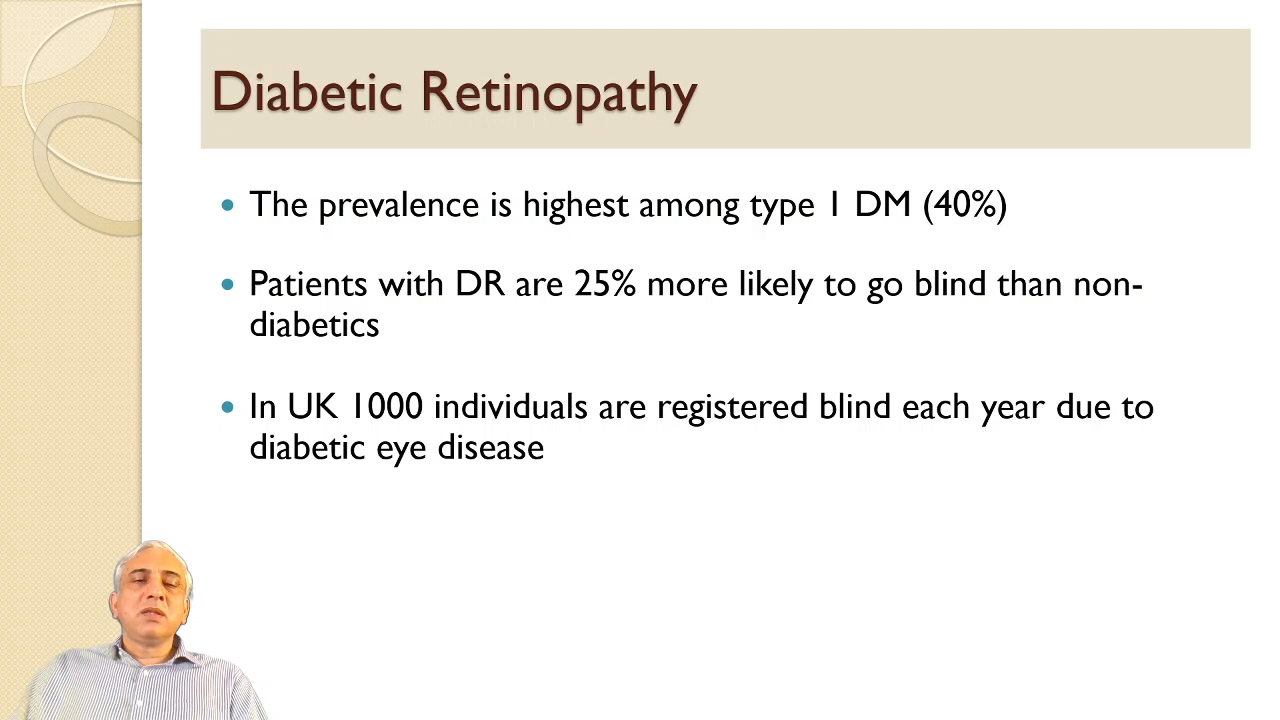 Diabetic Retinopathy
• The prevalence is highest among type 1 DM (40%)
• Patients with DR are 25% more likely to go blind than non-
diabetics
• In UK 1000 individuals are registered blind each year due to
diabetic eye disease